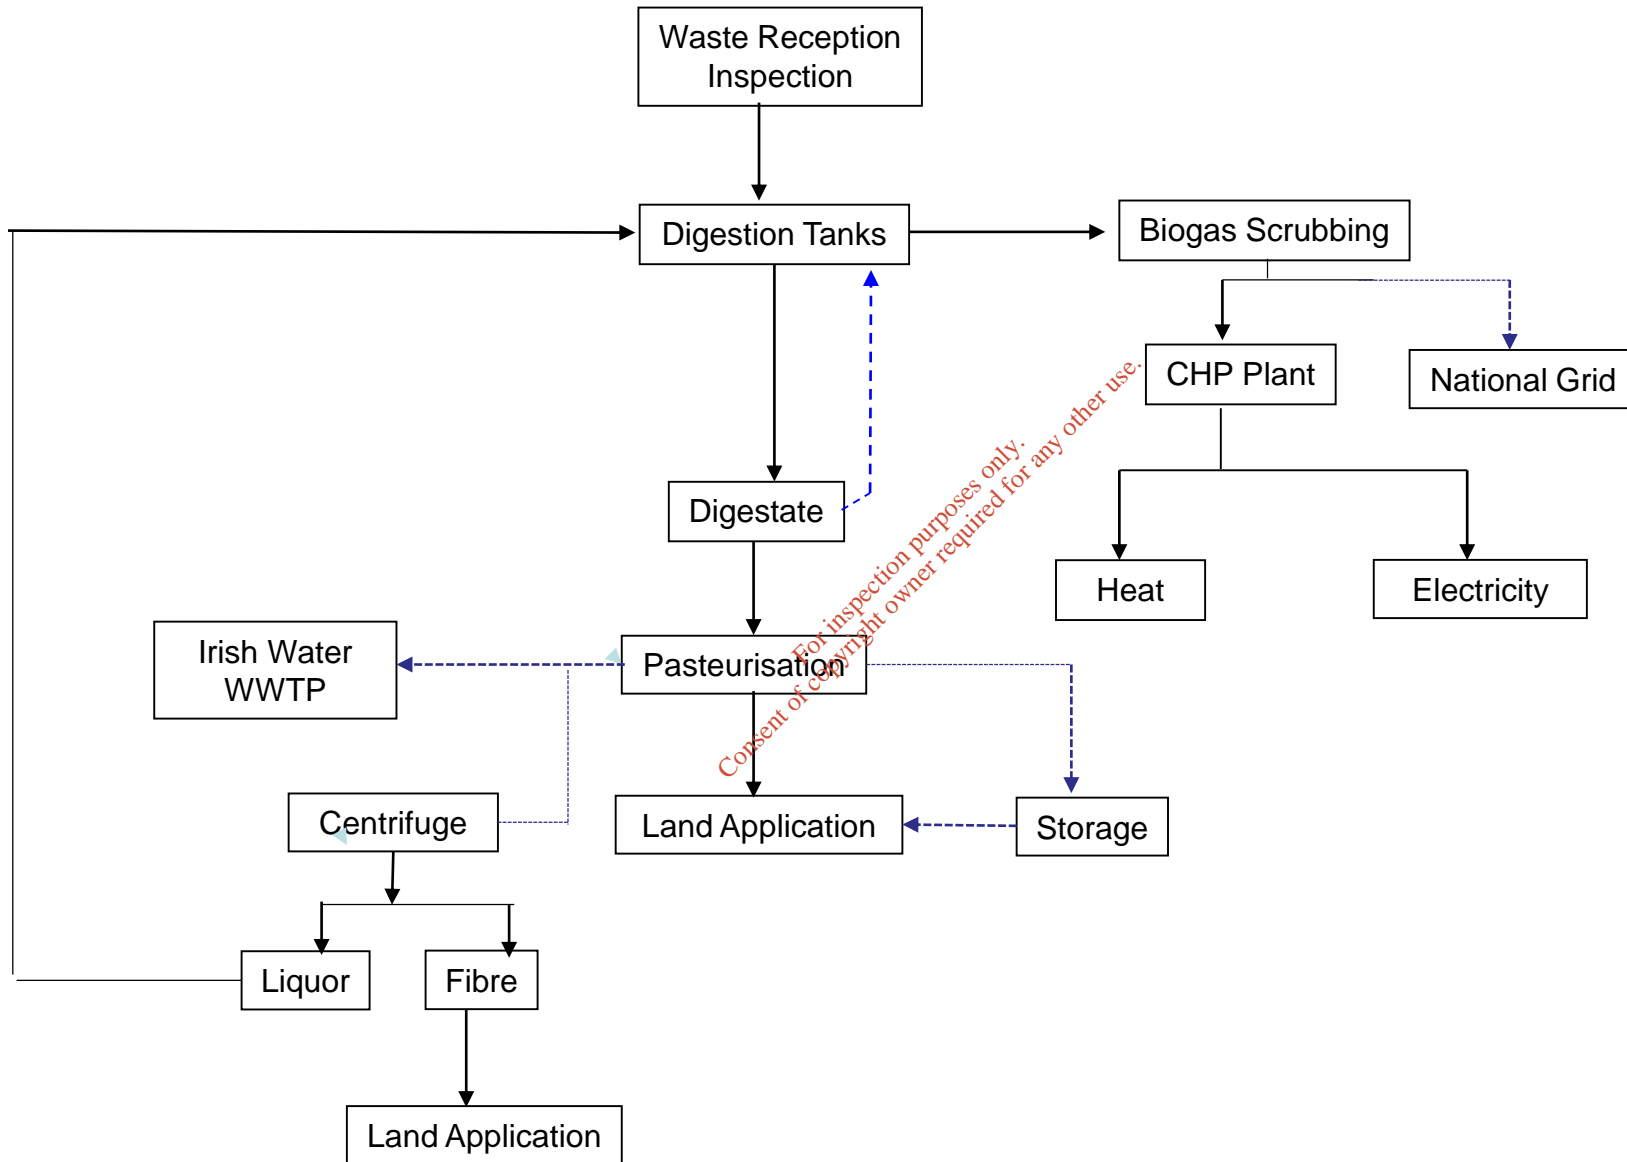 Waste Reception
Inspection
Digestion Tanks
Biogas Scrubbing
CHP Plant
National Grid
Digestate
Heat
Electricity
Irish Water
WWTP
Pasteurisation
For inspection purposes only.
Consent of copyright owner required for any other use.
Centrifuge
Land Application
Storage
Liquor
Fibre
Land Application